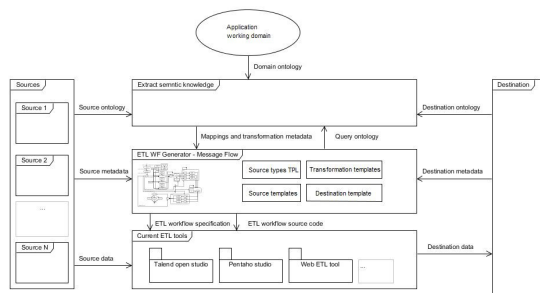 Application
working domain
Domain ontology
Sources
Extract semntic knowledge
Destination
Source 1
Source ontology
Destination ontology
Mappings and transformation metadata
Query ontology
ETL WF Generator - Message Flow
Source 2
Source types TPL
Transformation templates
Source metadata
Destination metadata
Source templates
Destination template
...
ETL workflow specification
ETL workflow source code
Current ETL tools
Source N
Source data
Destination data
Talend open studio
Pentaho studio
Web ETL tool
...